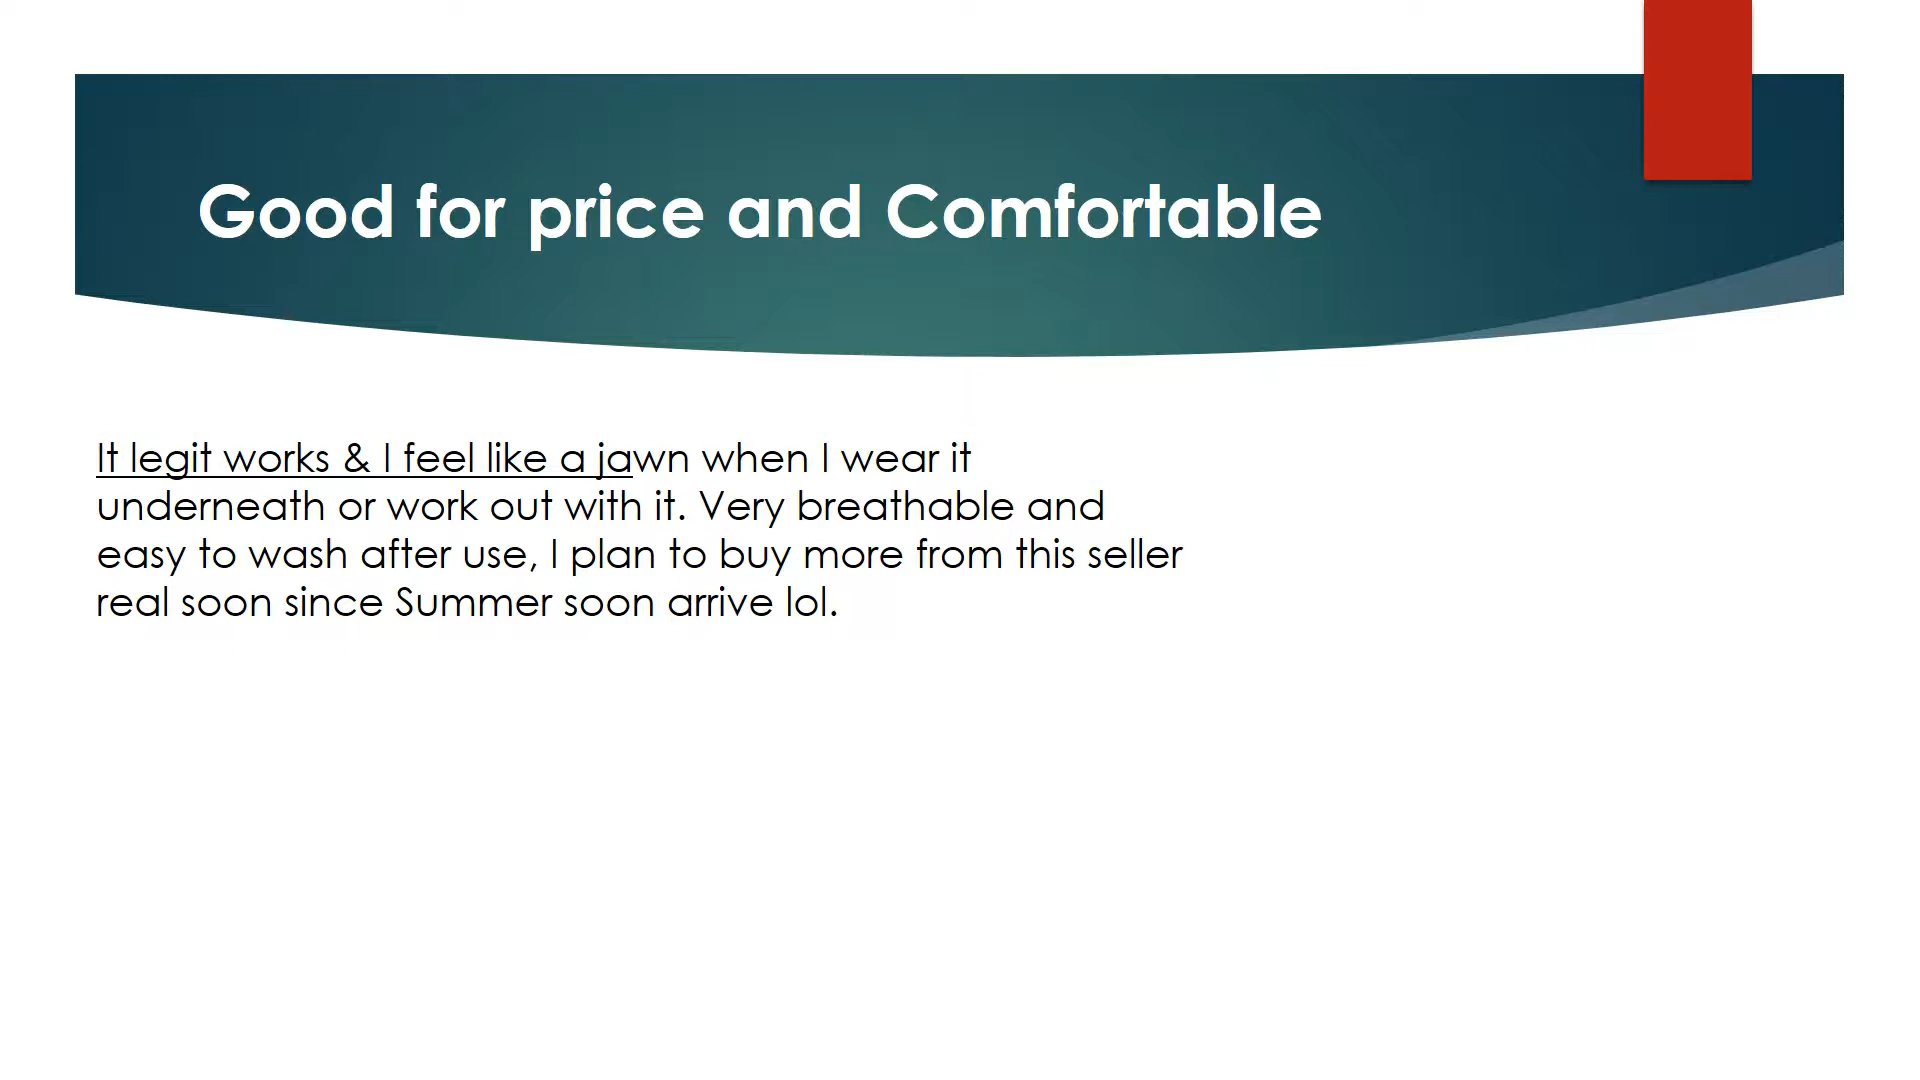 Good for price and Comfortable
It legit works & I feel like a jawn when I wear it
underneath or work out with it. Very breathable and
easy to wash after use, I plan to buy more from this seller
real soon since Summer soon arrive lol.